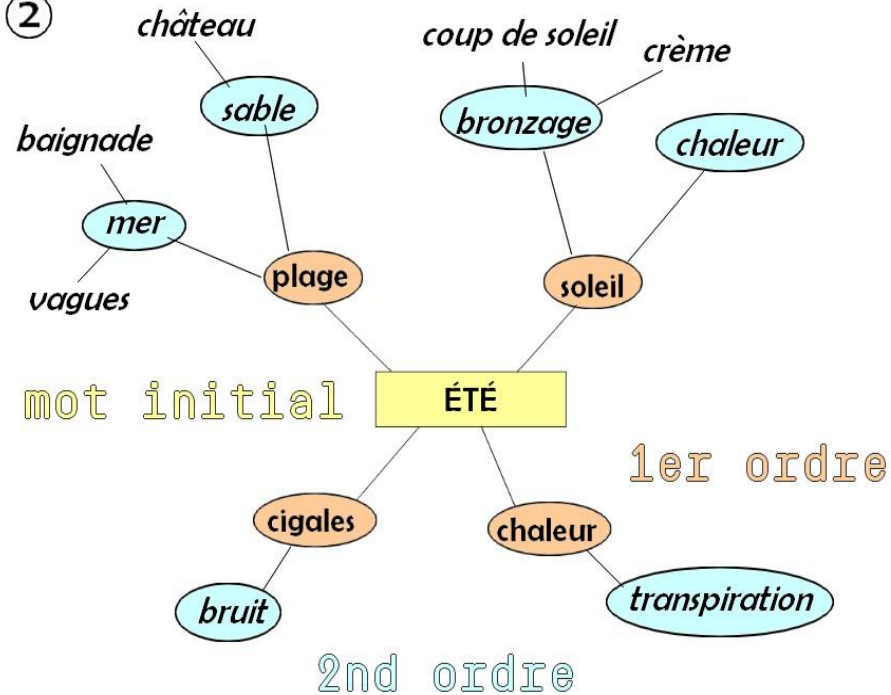 2
château
coup de soleil
crème
sable
bronzage
baignade
chaleur
mer
plage
soleil
vagues
mot initial
ÉTÉ
1er ordre
cigales
chaleur
bruit
transpiration
2nd ordre